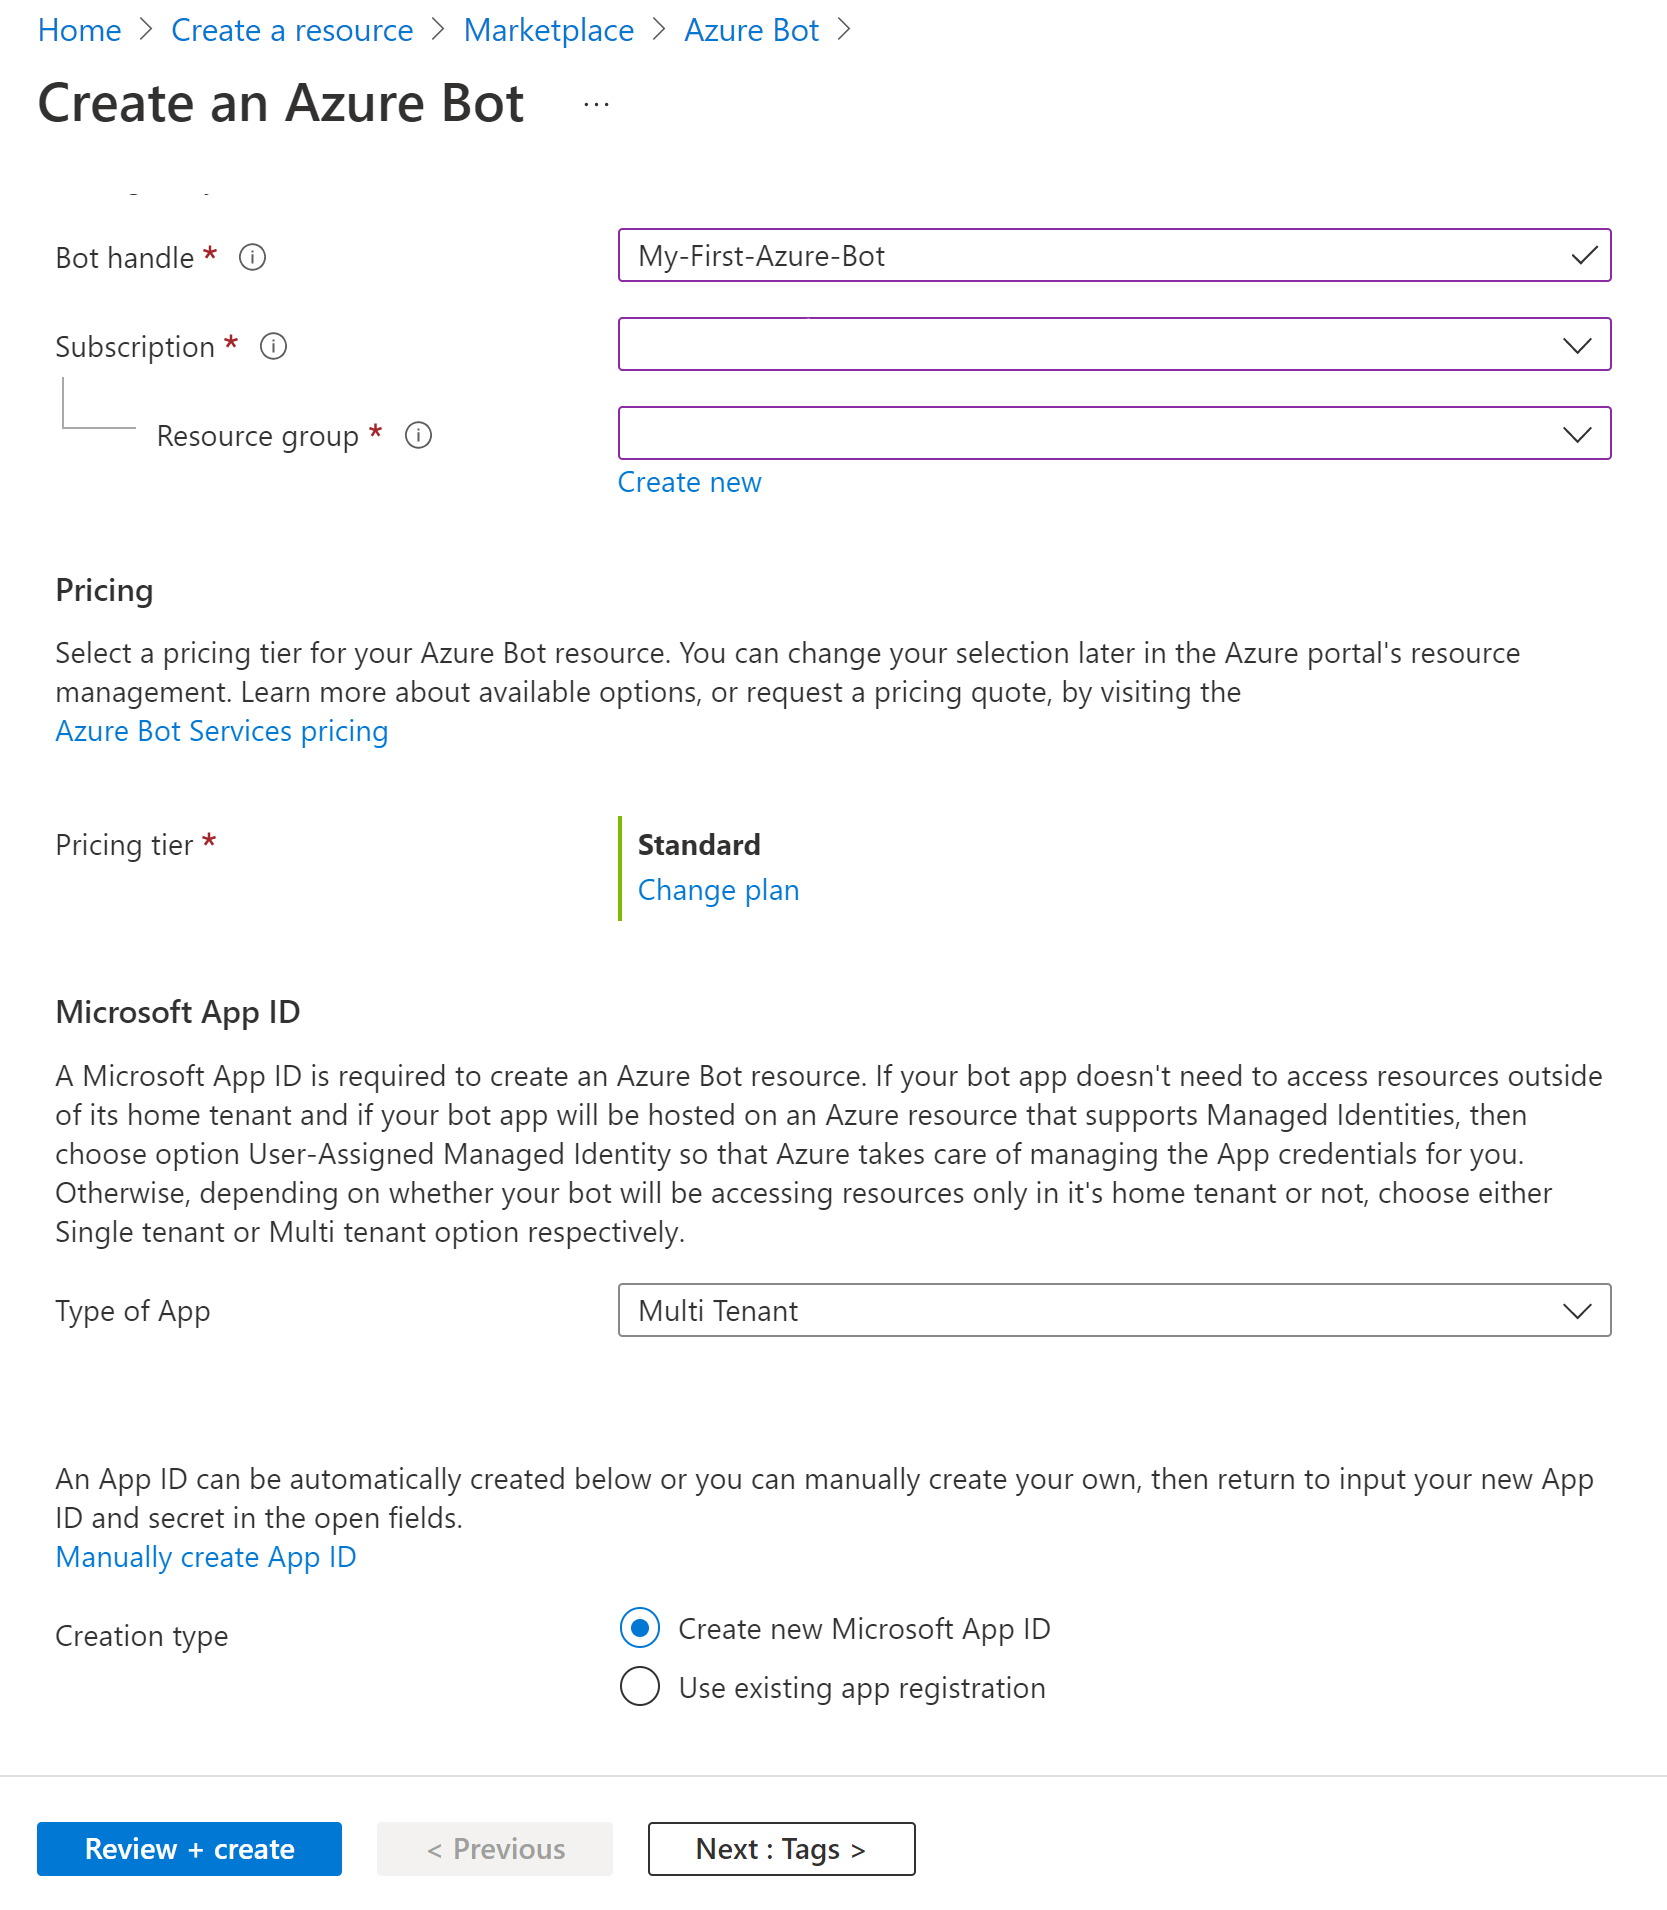 Home > Create a resource > Marketplace > Azure Bot >
Create an Azure Bot ...
Bot handle * My-First-Azure-Bot
Subscription *
Resource group *
Create new
Pricing
Select a pricing tier for your Azure Bot resource. You can change your selection later in the Azure portal's resource
management. Learn more about available options, or request a pricing quote, by visiting the
Azure Bot Services pricing
Pricing tier * Standard
Change plan
Microsoft App ID
A Microsoft App ID is required to create an Azure Bot resource. If your bot app doesn't need to access resources outside
of its home tenant and if your bot app will be hosted on an Azure resource that supports Managed Identities, then
choose option User-Assigned Managed Identity so that Azure takes care of managing the App credentials for you.
Otherwise, depending on whether your bot will be accessing resources only in it's home tenant or not, choose either
Single tenant or Multi tenant option respectively.
Type of App Multi Tenant
An App ID can be automatically created below or you can manually create your own, then return to input your new App
ID and secret in the open fields.
Manually create App ID
Creation type
Create new Microsoft App ID
Use existing app registration
Review + create < Previous Next : Tags >